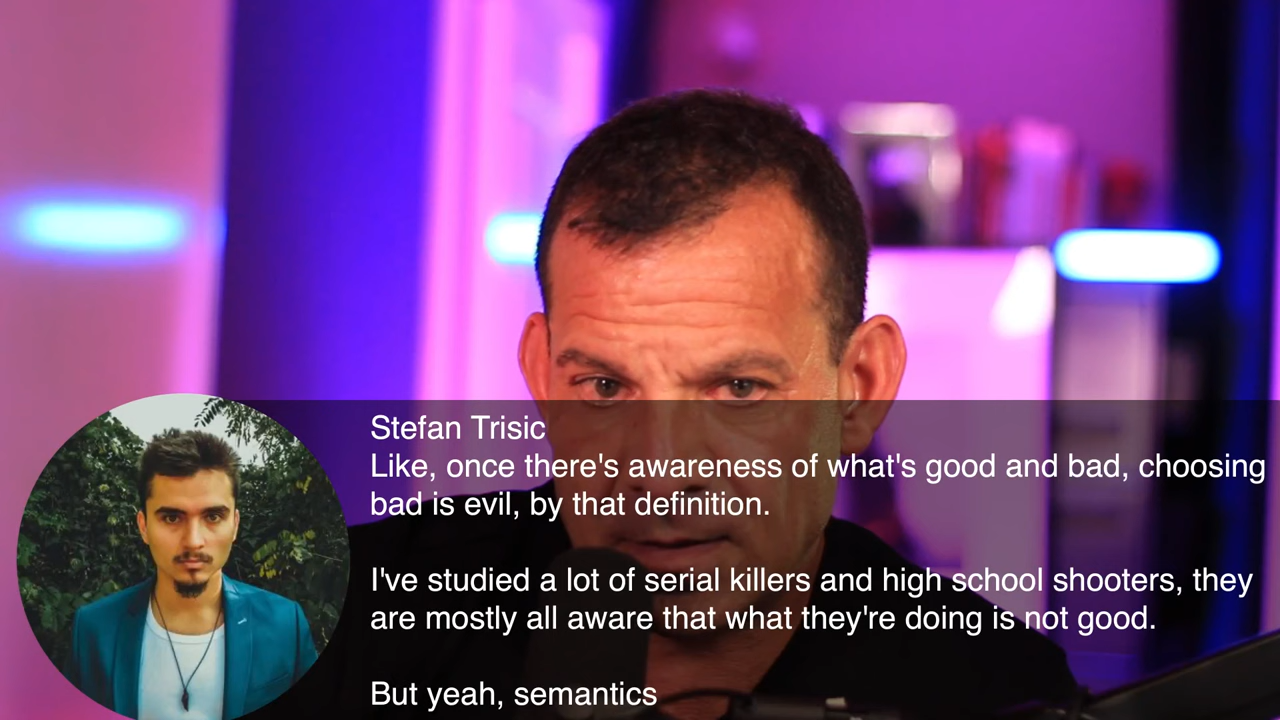 Stefan Trisic
Like, once there's awareness of what's good and bad, choosing
bad is evil, by that definition.
I've studied a lot of serial killers and high school shooters, they
are mostly all aware that what they're doing is not good.
But yeah, semantics